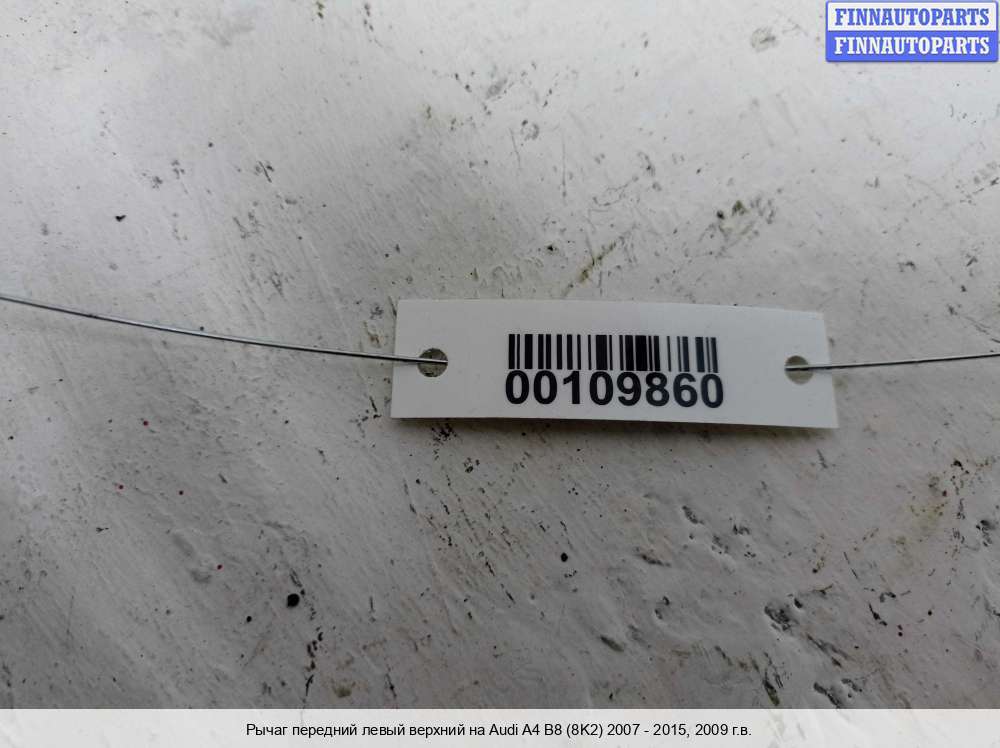 FINNAUTOPARTS
FINNAUTOPARTS
00109860
Рычаг передний левый верхний на Audi A4 B8 (8K2) 2007 - 2015, 2009 г.в.